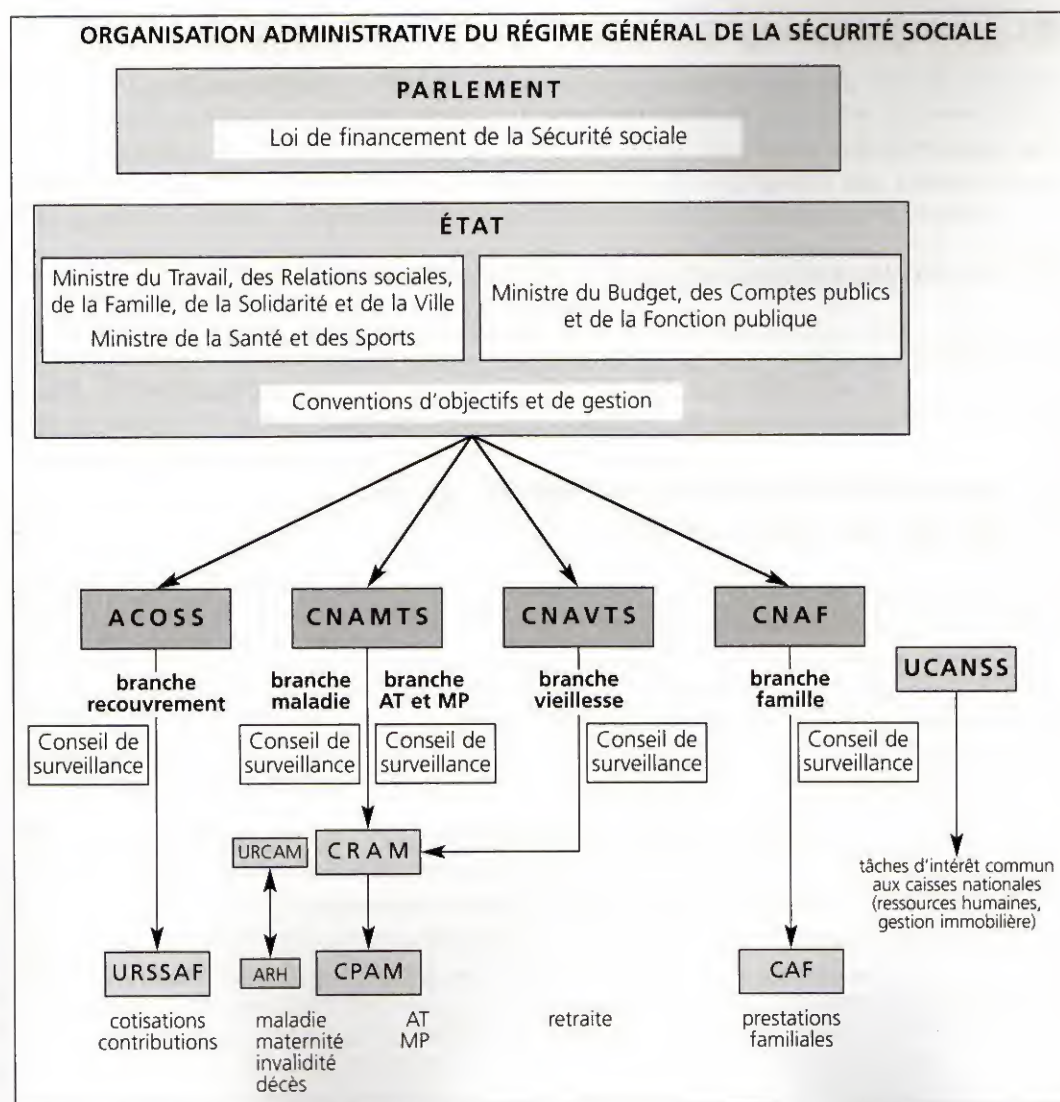 ORGANISATION ADMINISTRATIVE DU RÉGIME GÉNÉRAL DE LA SÉCURITÉ SOCIALE
PARLEMENT
Loi de financement de la Sécurité sociale
ÉTAT
Ministre du Travail, des Relations sociales,
de la Famille, de la Solidarité et de la Ville
Ministre de la Santé et des Sports
Ministre du Budget, des Comptes publics
et de la Fonction publique
Conventions d'objectifs et de gestion
ACOSS
CNAMTS
CNAVTS
CNAF
UCANSS
branche
recouvrement
branche
maladie
branche
AT et MP
branche
vieillesse
branche
famille
Conseil de
surveillance
Conseil de
surveillance
Conseil de
surveillance
Conseil de
surveillance
Conseil de
surveillance
URCAM
CRAM
tâches d'intérêt commun
aux caisses nationales
(ressources humaines,
gestion immobilière)
URSSAF
ARH
CPAM
CAF
cotisations
contributions
maladie
maternité
invalidité
décès
AT
MP
retraite
prestations
familiales